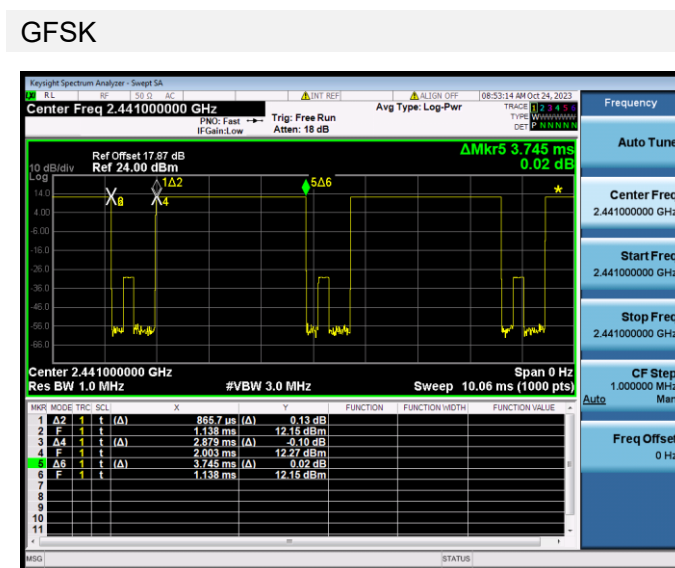 GFSK
Keysight Spectrum Analyzer - Swept SA
RL RF 50 Ω AC INT REF ALIGN OFF 08:53:14 AM Oct 24, 2023
Center Freq 2.441000000 GHz
PNO: Fast
IFGain:Low
Trig: Free Run
Atten: 18 dB
Avg Type: Log-Pwr
TRACE 1 2 3 4 5 6
TYPE W
DET P N N N N N
Ref Offset 17.87 dB
Ref 24.00 dBm
10 dB/div
Log
ΔMkr5 3.745 ms
0.02 dB
1Δ2
5Δ6
4
14.0
4.00
-6.00
-16.0
-26.0
-36.0
-46.0
-56.0
-66.0
Center 2.441000000 GHz
Span 0 Hz
Res BW 1.0 MHz
#VBW 3.0 MHz
Sweep 10.06 ms (1000 pts)
MKR MODE TRC SCL X Y FUNCTION FUNCTION WIDTH FUNCTION VALUE
1 Δ2 1 t (Δ) 865.7 µs (Δ) 0.13 dB
2 F 1 t 1.138 ms 12.15 dBm
3 Δ4 1 t (Δ) 2.879 ms (Δ) -0.10 dB
4 F 1 t 2.003 ms 12.27 dBm
5 Δ6 1 t (Δ) 3.745 ms (Δ) 0.02 dB
6 F 1 t 1.138 ms 12.15 dBm
7
8
9
10
11
MSG
STATUS
Frequency
Auto Tune
Center Freq
2.441000000 GHz
Start Freq
2.441000000 GHz
Stop Freq
2.441000000 GHz
CF Step
1.000000 MHz
Auto Man
Freq Offset
0 Hz